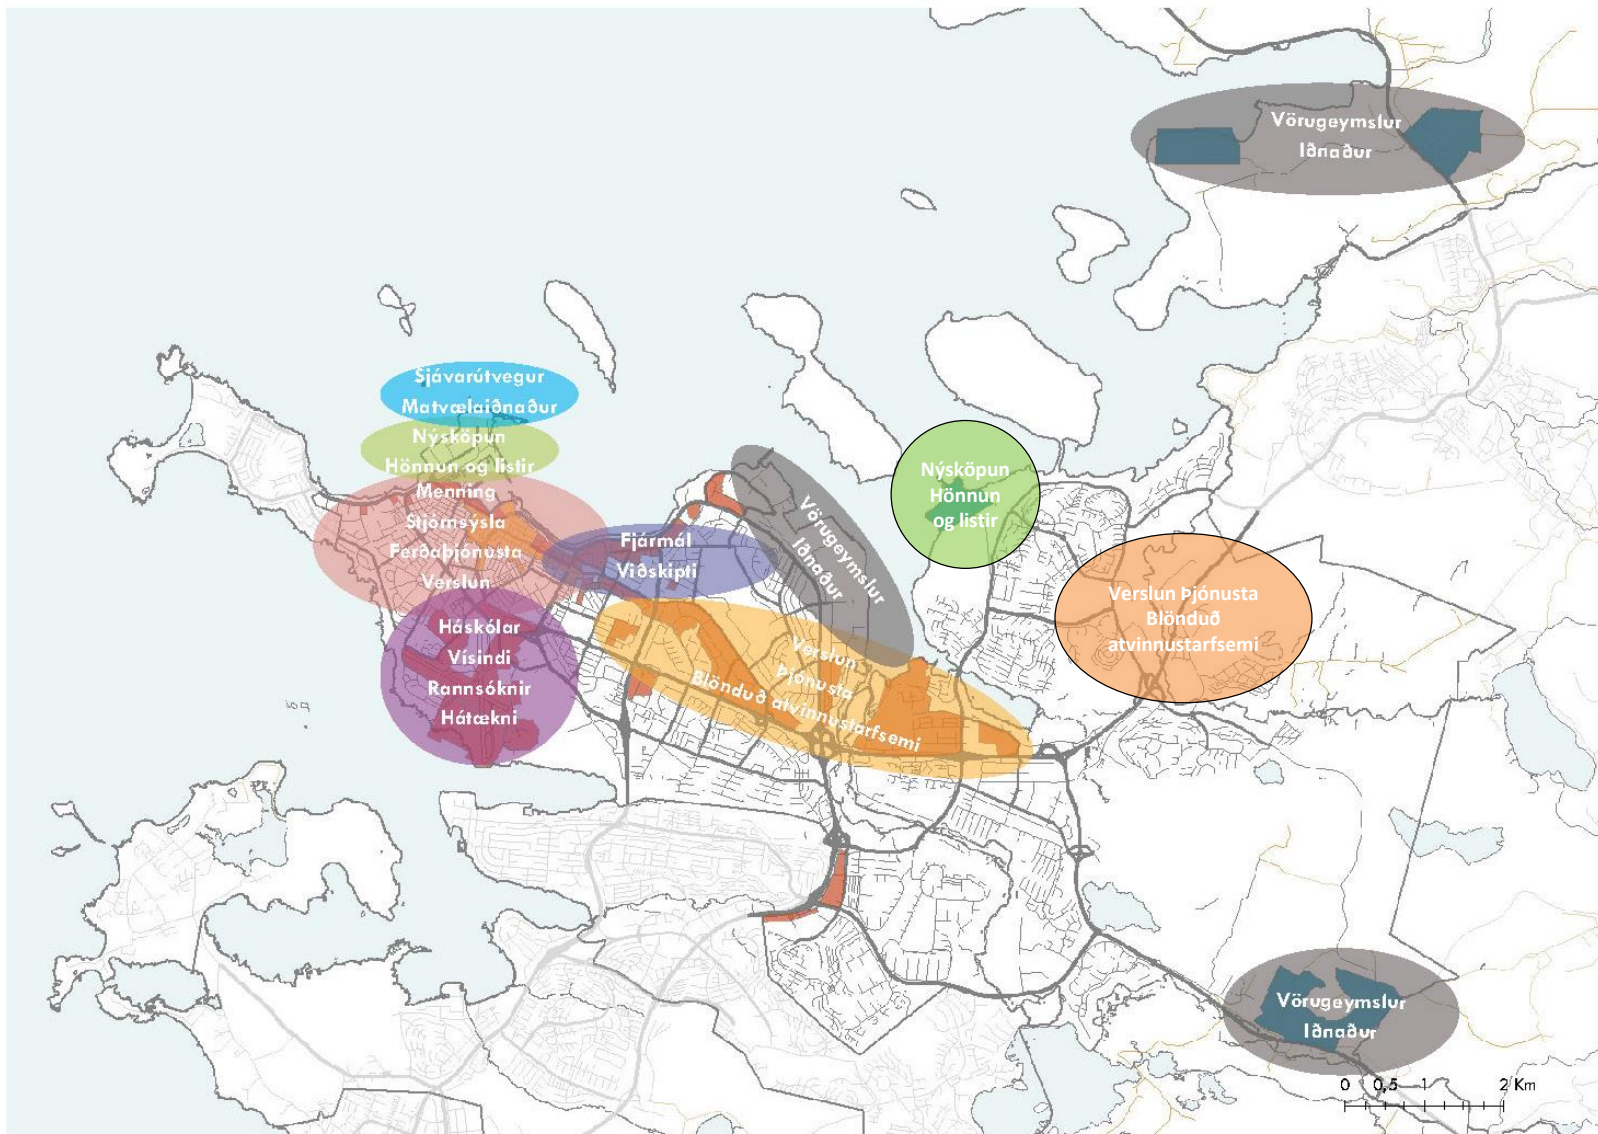 Vörugeymslur
Iðnaður
Sjávarútvegur
Matvælaiðnaður
Nýsköpun
Hönnun og listir
Menning
Stjórnsýsla
Ferðaþjónusta
Verslun
Fjármál
Viðskipti
Vörugeymslur
Iðnaður
Nýsköpun
Hönnun
og listir
Verslun Þjónusta
Blönduð
atvinnustarfsemi
Háskólar
Vísindi
Rannsóknir
Hátækni
Verslun
Þjónusta
Blönduð atvinnustarfsemi
Vörugeymslur
Iðnaður
0 0,5 1 2 Km